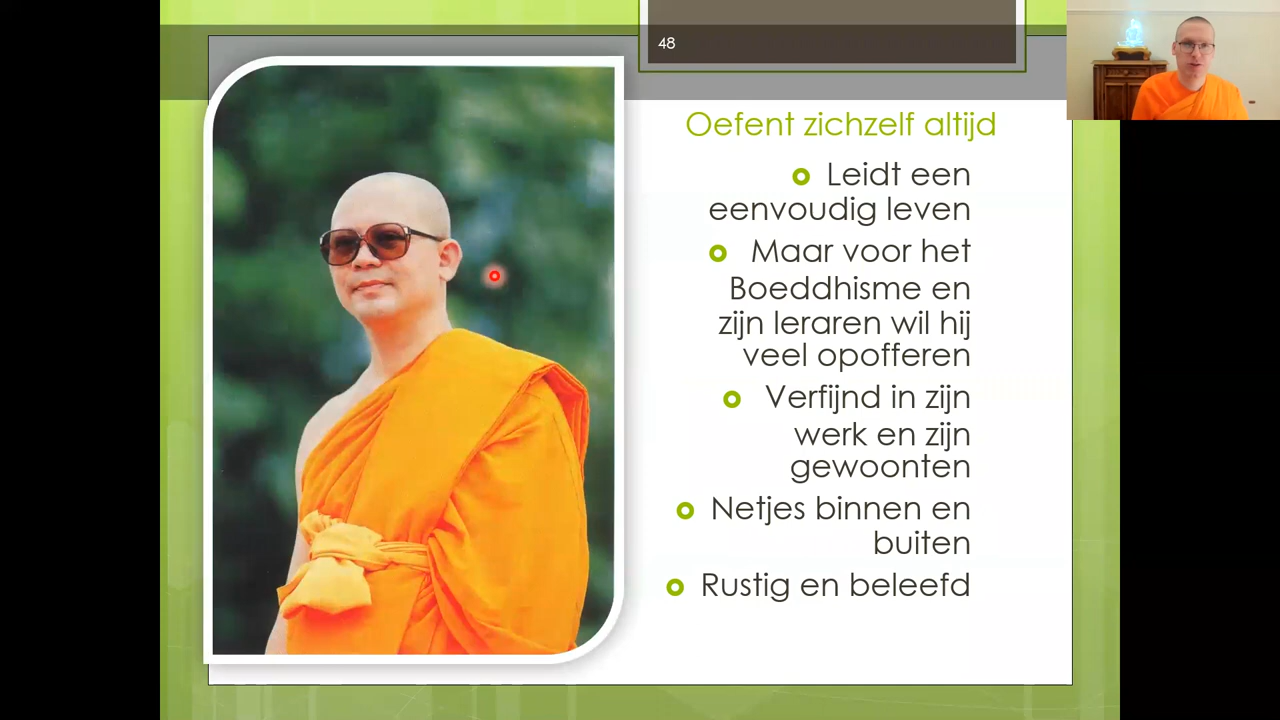 48
Oefent zichzelf altijd
Leidt een
eenvoudig leven
Maar voor het
Boeddhisme en
zijn leraren wil hij
veel opofferen
Verfijnd in zijn
werk en zijn
gewoonten
Netjes binnen en
buiten
Rustig en beleefd